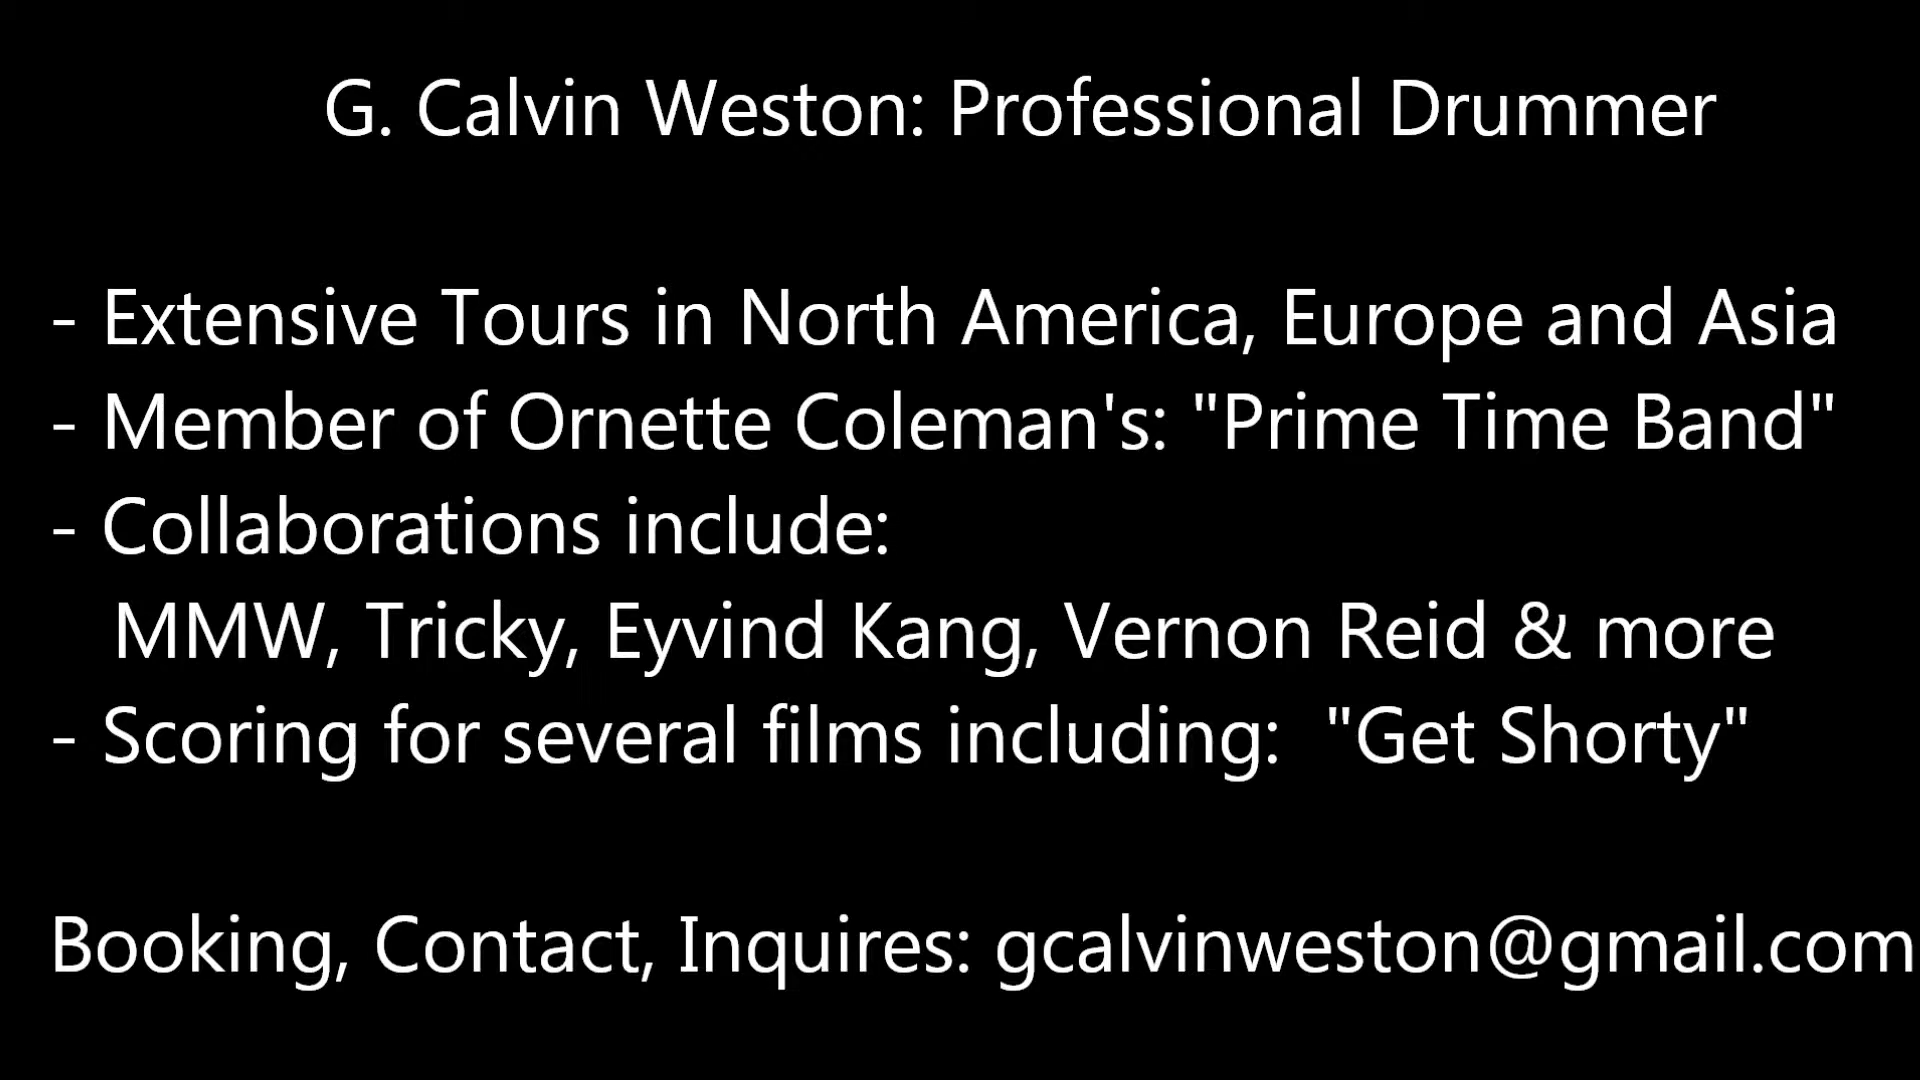 G. Calvin Weston: Professional Drummer
- Extensive Tours in North America, Europe and Asia
- Member of Ornette Coleman's: "Prime Time Band"
- Collaborations include:
MMW, Tricky, Eyvind Kang, Vernon Reid & more
- Scoring for several films including:  "Get Shorty"
Booking, Contact, Inquires: gcalvinweston@gmail.com